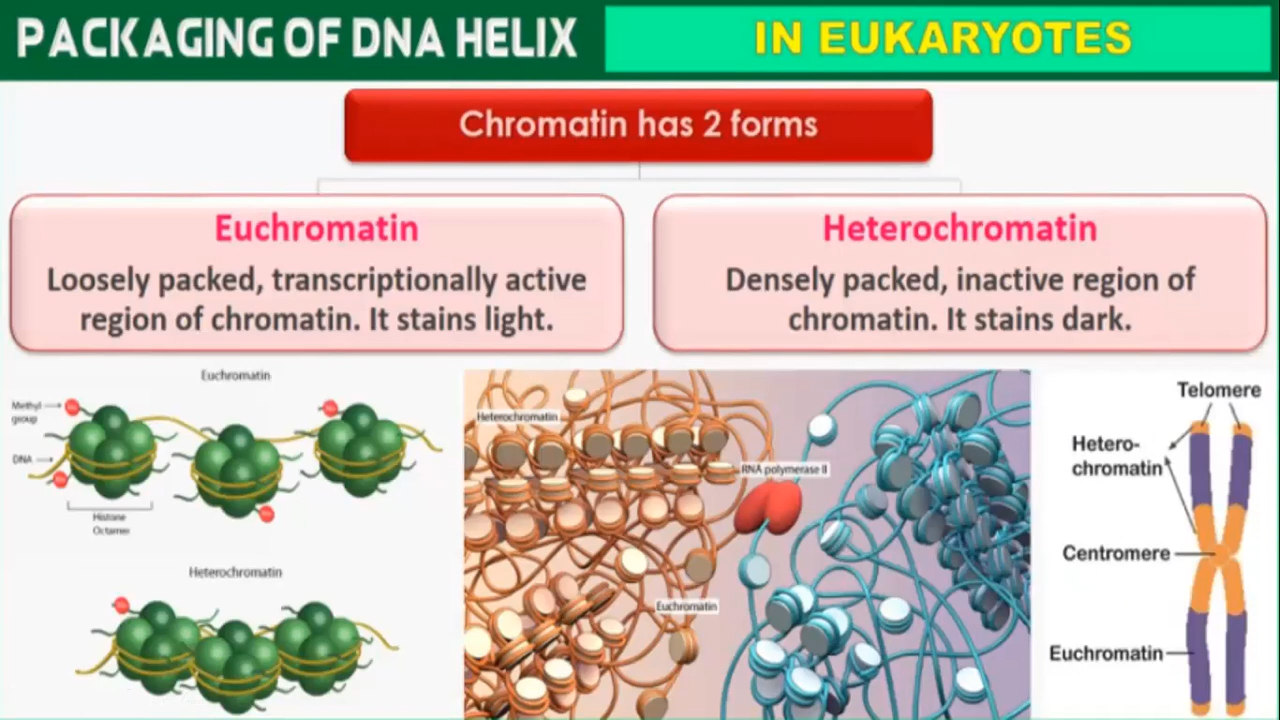 PACKAGING OF DNA HELIX
IN EUKARYOTES
Chromatin has 2 forms
Euchromatin
Loosely packed, transcriptionally active
region of chromatin. It stains light.
Heterochromatin
Densely packed, inactive region of
chromatin. It stains dark.
Euchromatin
Methyl
group
DNA
Histone
Octamer
Heterochromatin
Heterochromatin
RNA polymerase II
Euchromatin
Telomere
Hetero-
chromatin
Centromere
Euchromatin